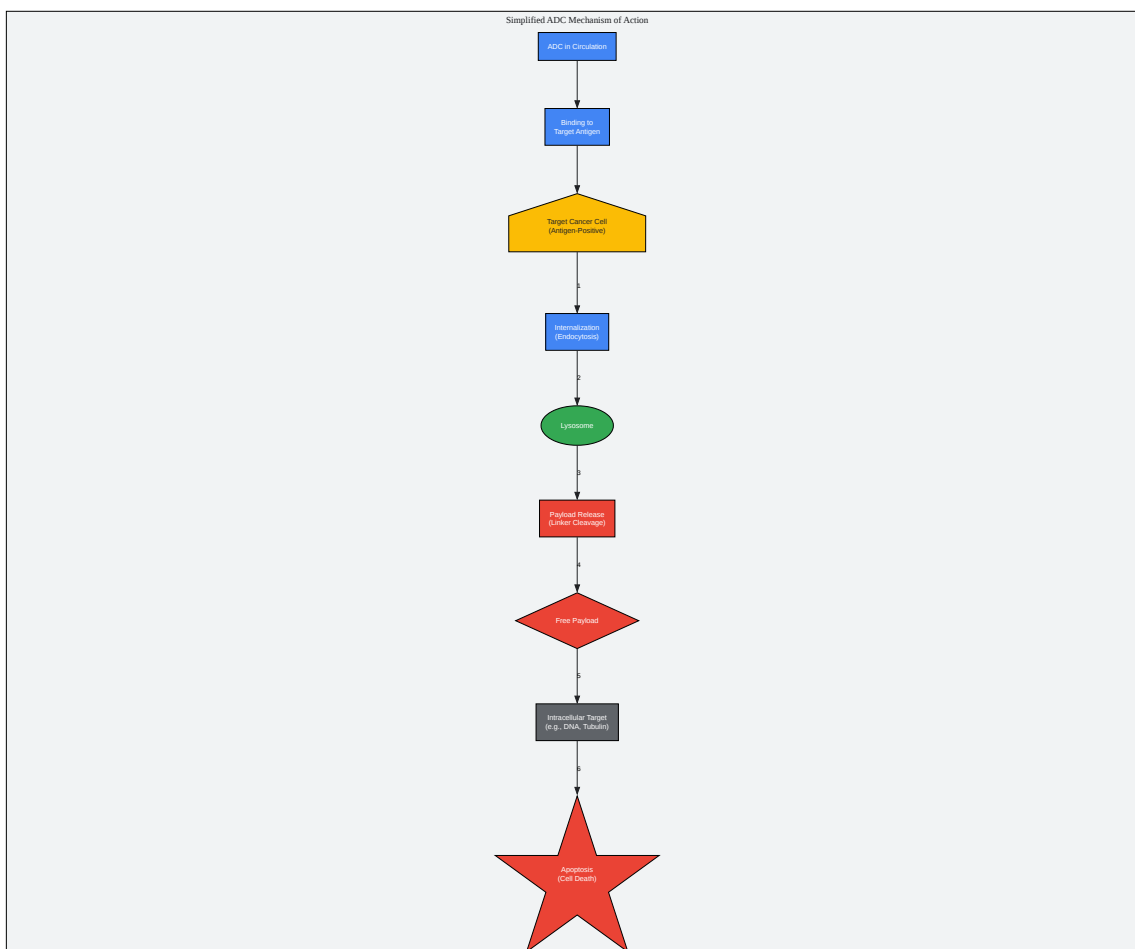 Simplified ADC Mechanism of Action
ADC in Circulation
Binding to
Target Antigen
Target Cancer Cell
(Antigen-Positive)
1
Internalization
(Endocytosis)
2
Lysosome
3
Payload Release
(Linker Cleavage)
4
Free Payload
5
Intracellular Target
(e.g., DNA, Tubulin)
6
Apoptosis
(Cell Death)